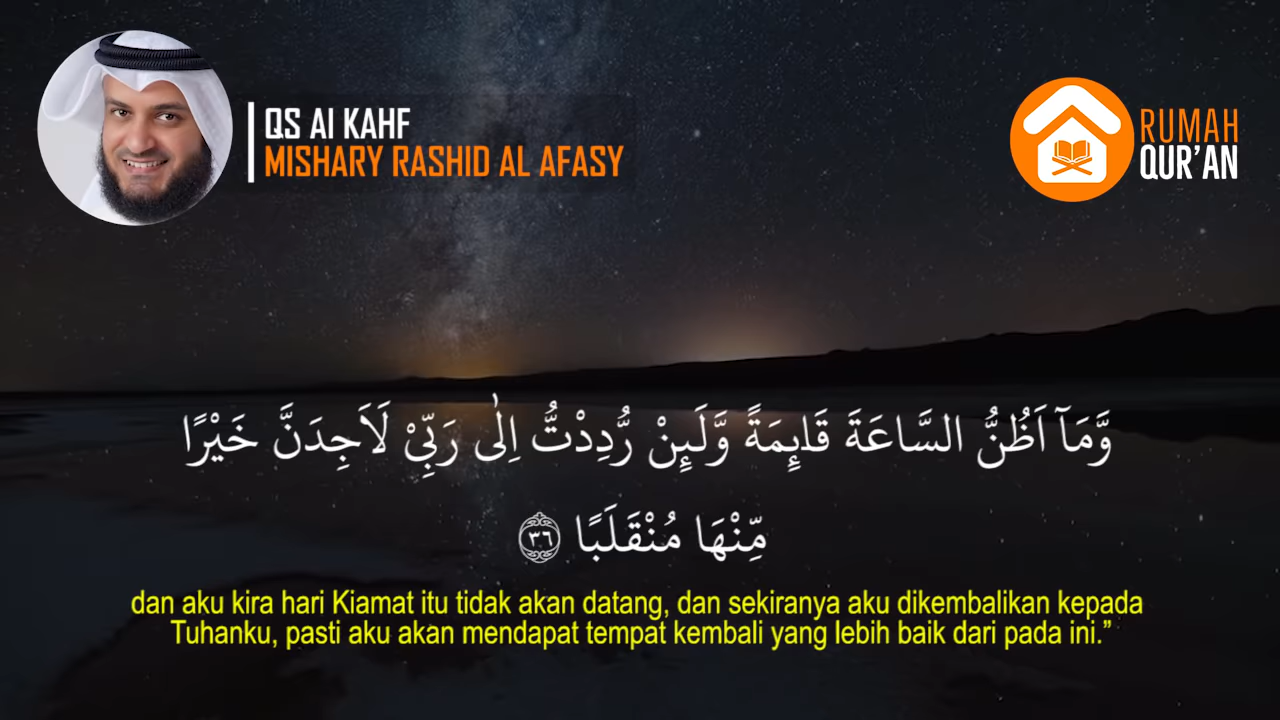 QS Al KAHF
MISHARY RASHID AL AFASY
RUMAH
QUR'AN
وَّمَآ اَظُنُّ السَّاعَةَ قَاۤىِٕمَةً وَّلَىِٕنْ رُّدِدْتُّ اِلٰى رَبِّيْ لَاَجِدَنَّ خَيْرًا
مِّنْهَا مُنْقَلَبًا ٣٦
dan aku kira hari Kiamat itu tidak akan datang, dan sekiranya aku dikembalikan kepada
Tuhanku, pasti aku akan mendapat tempat kembali yang lebih baik dari pada ini.”